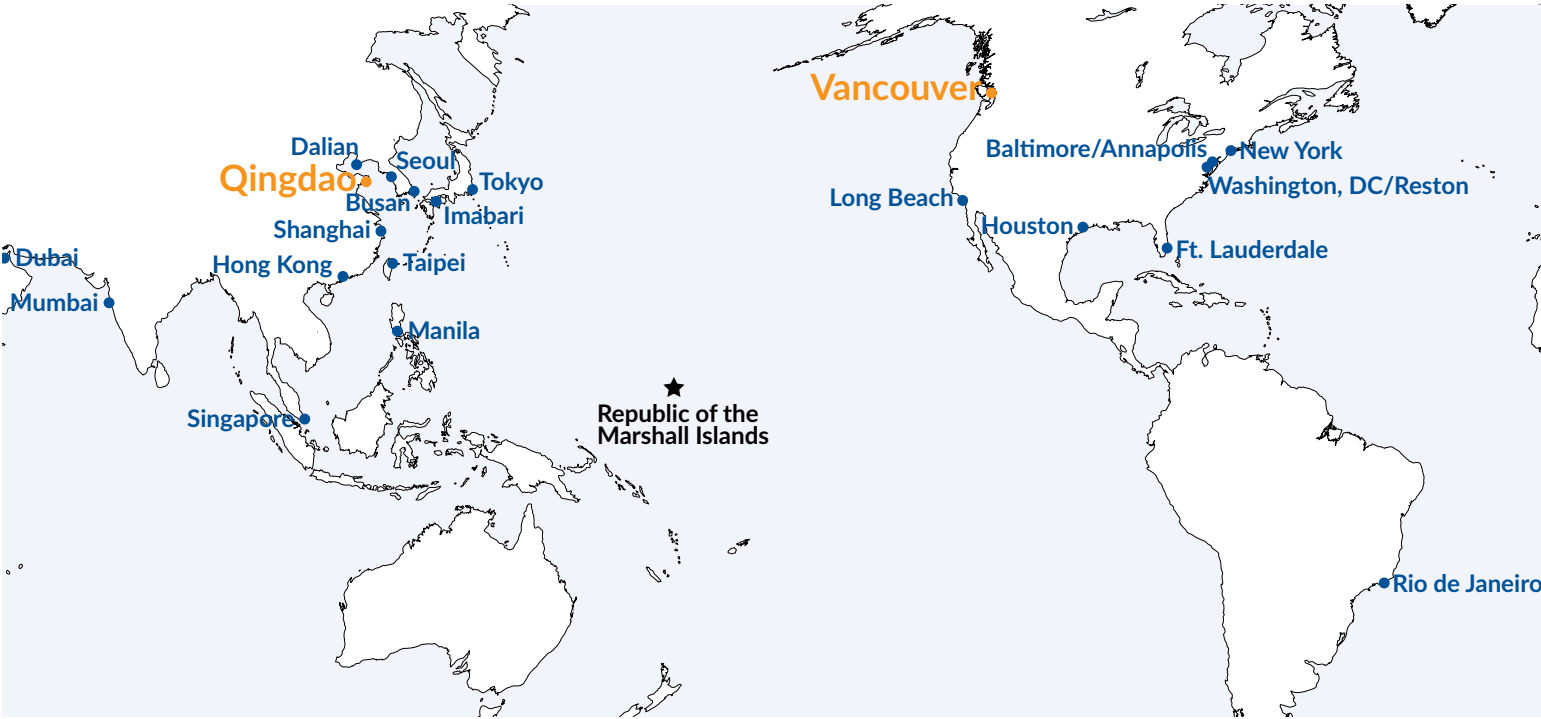 Vancouver
Dalian
Seoul
Baltimore/Annapolis
New York
Qingdao
Tokyo
Washington, DC/Reston
Busan
Long Beach
Imabari
Shanghai
Houston
Ft. Lauderdale
Dubai
Hong Kong
Taipei
Mumbai
Manila
Republic of the
Marshall Islands
Singapore
Rio de Janeiro